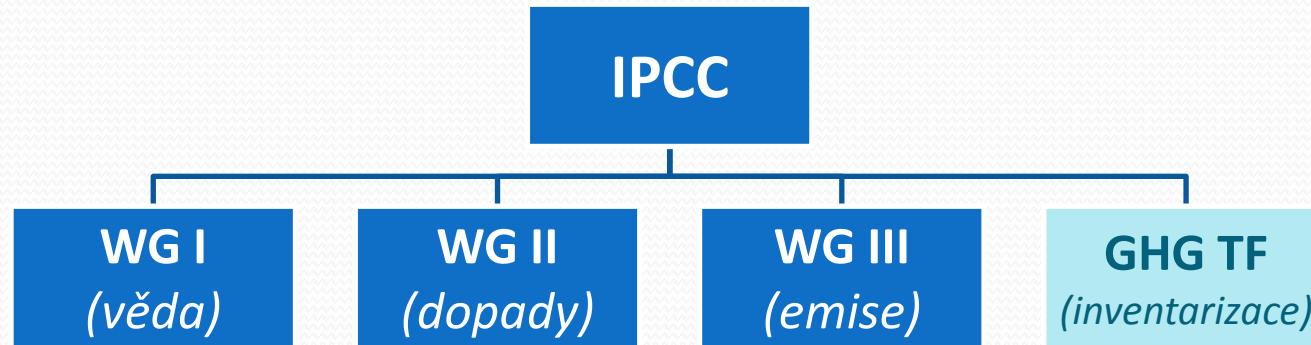 IPCC
WG I
(věda)
WG II
(dopady)
WG III
(emise)
GHG TF
(inventarizace)